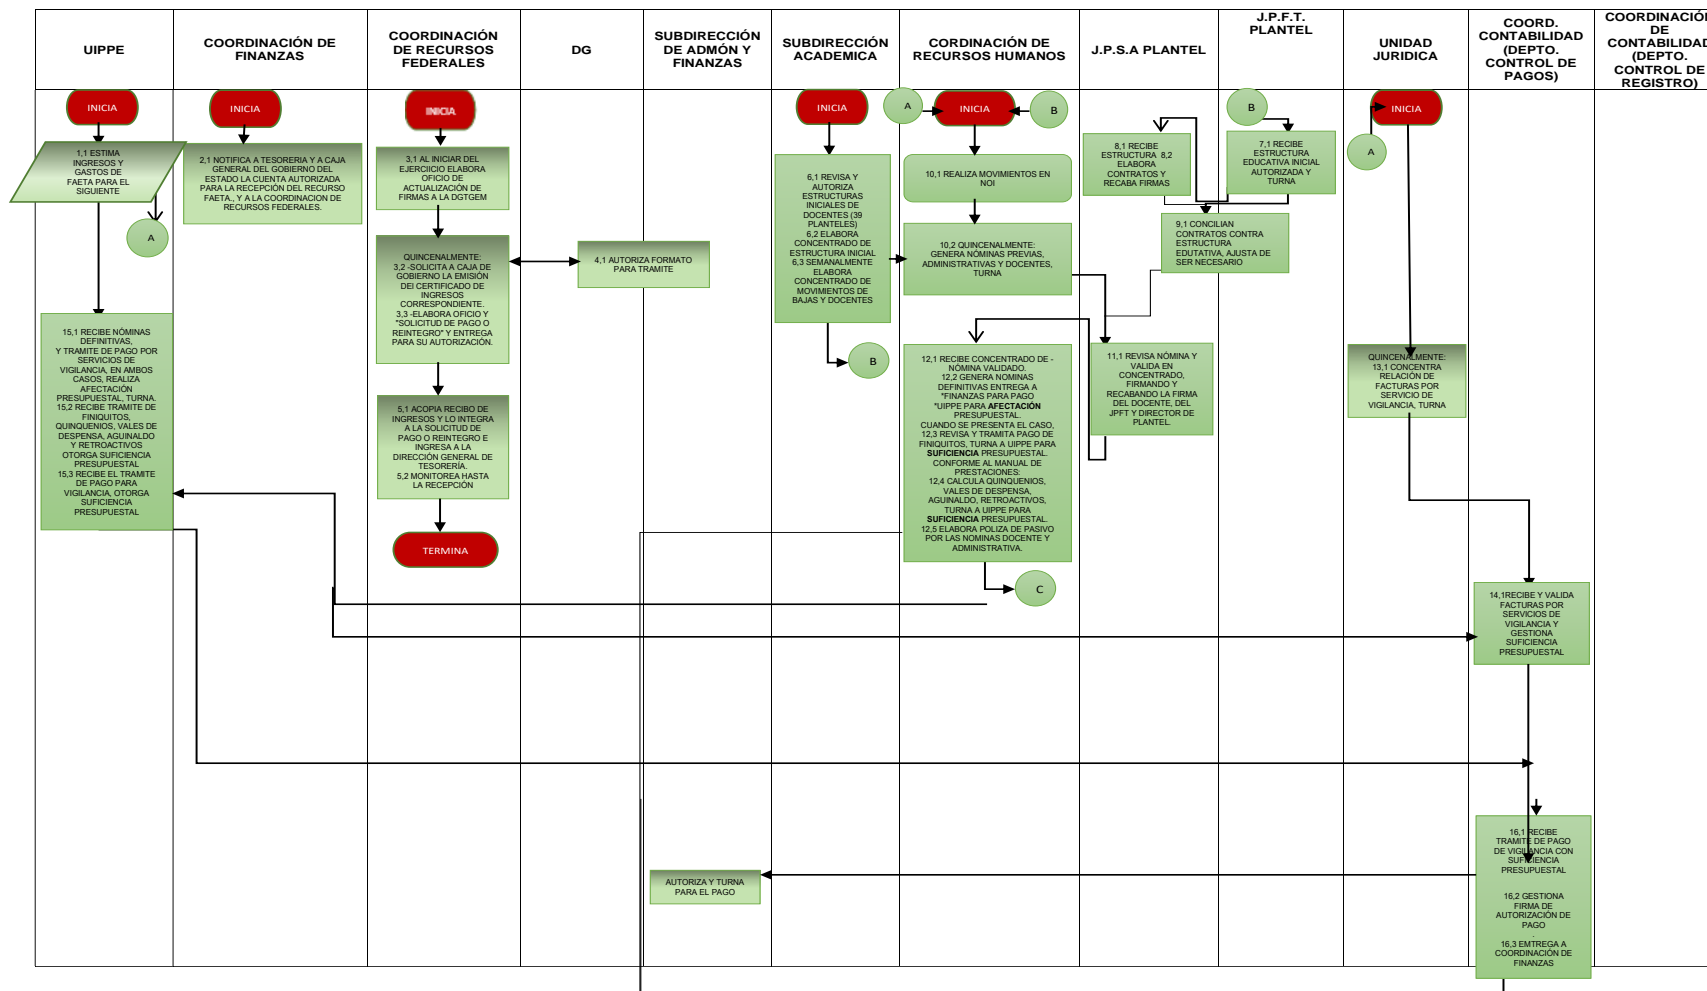 UIPPE
COORDINACIÓN DE
FINANZAS
COORDINACIÓN
DE RECURSOS
FEDERALES
DG
SUBDIRECCIÓN
DE ADMÓN Y
FINANZAS
SUBDIRECCIÓN
ACADEMICA
CORDINACIÓN DE
RECURSOS HUMANOS
J.P.S.A PLANTEL
J.P.F.T.
PLANTEL
UNIDAD
JURIDICA
COORD.
CONTABILIDAD
(DEPTO.
CONTROL DE
PAGOS)
COORDINACIÓN
DE
CONTABILIDAD
(DEPTO.
CONTROL DE
REGISTRO)
INICIA
1,1 ESTIMA
INGRESOS Y
GASTOS DE
FAETA PARA EL
SIGUIENTE
A
15,1 RECIBE NÓMINAS
DEFINITIVAS,
Y TRAMITE DE PAGO POR
SERVICIOS DE
VIGILANCIA, EN AMBOS
CASOS, REALIZA
AFECTACIÓN
PRESUPUESTAL, TURNA.
15,2 RECIBE TRAMITE DE
FINIQUITOS,
QUINQUENIOS, VALES DE
DESPENSA, AGUINALDO
Y RETROACTIVOS
OTORGA SUFICIENCIA
PRESUPUESTAL
15,3 RECIBE EL TRAMITE
DE PAGO PARA
VIGILANCIA, OTORGA
SUFICIENCIA
PRESUPUESTAL
INICIA
2,1 NOTIFICA A TESORERIA Y A CAJA
GENERAL DEL GOBIERNO DEL
ESTADO LA CUENTA AUTORIZADA
PARA LA RECEPCIÓN DEL RECURSO
FAETA., Y A LA COORDINACION DE
RECURSOS FEDERALES.
INICIA
3,1 AL INICIAR DEL
EJERCICIO ELABORA
OFICIO DE
ACTUALIZACIÓN DE
FIRMAS A LA DGTGEM
QUINCENALMENTE:
3,2 -SOLICITA A CAJA DE
GOBIERNO LA EMISIÓN
DEl CERTIFICADO DE
INGRESOS
CORRESPONDIENTE.
3,3 -ELABORA OFICIO Y
"SOLICITUD DE PAGO O
REINTEGRO" Y ENTREGA
PARA SU AUTORIZACIÓN.
5,1 ACOPIA RECIBO DE
INGRESOS Y LO INTEGRA
A LA SOLICITUD DE
PAGO O REINTEGRO E
INGRESA A LA
DIRECCIÓN GENERAL DE
TESORERÍA.
5,2 MONITOREA HASTA
LA RECEPCIÓN
TERMINA
4,1 AUTORIZA FORMATO
PARA TRAMITE
AUTORIZA Y TURNA
PARA EL PAGO
INICIA
6,1 REVISA Y
AUTORIZA
ESTRUCTURAS
INICIALES DE
DOCENTES (39
PLANTELES)
6,2 ELABORA
CONCENTRADO DE
ESTRUCTURA INICIAL
6,3 SEMANALMENTE
ELABORA
CONCENTRADO DE
MOVIMIENTOS DE
BAJAS Y DOCENTES
B
A
INICIA
B
10,1 REALIZA MOVIMIENTOS EN
NOI
10,2 QUINCENALMENTE:
GENERA NÓMINAS PREVIAS,
ADMINISTRATIVAS Y DOCENTES,
TURNA
12,1 RECIBE CONCENTRADO DE -
NÓMINA VALIDADO.
12,2 GENERA NOMINAS
DEFINITIVAS ENTREGA A
*FINANZAS PARA PAGO
*UIPPE PARA AFECTACIÓN
PRESUPUESTAL.
CUANDO SE PRESENTA EL CASO,
12,3 REVISA Y TRAMITA PAGO DE
FINIQUITOS, TURNA A UIPPE PARA
SUFICIENCIA PRESUPUESTAL.
CONFORME AL MANUAL DE
PRESTACIONES:
12,4 CALCULA QUINQUENIOS,
VALES DE DESPENSA,
AGUINALDO, RETROACTIVOS,
TURNA A UIPPE PARA
SUFICIENCIA PRESUPUESTAL.
12,5 ELABORA POLIZA DE PASIVO
POR LAS NOMINAS DOCENTE Y
ADMINISTRATIVA.
C
8,1 RECIBE
ESTRUCTURA 8,2
ELABORA
CONTRATOS Y
RECABA FIRMAS
B
7,1 RECIBE
ESTRUCTURA
EDUCATIVA INICIAL
AUTORIZADA Y
TURNA
9,1 CONCILIAN
CONTRATOS CONTRA
ESTRUCTURA
EDUTATIVA, AJUSTA DE
SER NECESARIO
11,1 REVISA NÓMINA Y
VALIDA EN
CONCENTRADO,
FIRMANDO Y
RECABANDO LA FIRMA
DEL DOCENTE, DEL
JPFT Y DIRECTOR DE
PLANTEL.
INICIA
A
QUINCENALMENTE:
13,1 CONCENTRA
RELACIÓN DE
FACTURAS POR
SERVICIO DE
VIGILANCIA, TURNA
14,1RECIBE Y VALIDA
FACTURAS POR
SERVICIOS DE
VIGILANCIA Y
GESTIONA
SUFICIENCIA
PRESUPUESTAL
16,1 RECIBE
TRAMITE DE PAGO
DE VIGILANCIA CON
SUFICIENCIA
PRESUPUESTAL
16,2 GESTIONA
FIRMA DE
AUTORIZACIÓN DE
PAGO
.
16,3 EMTREGA A
COORDINACIÓN DE
FINANZAS